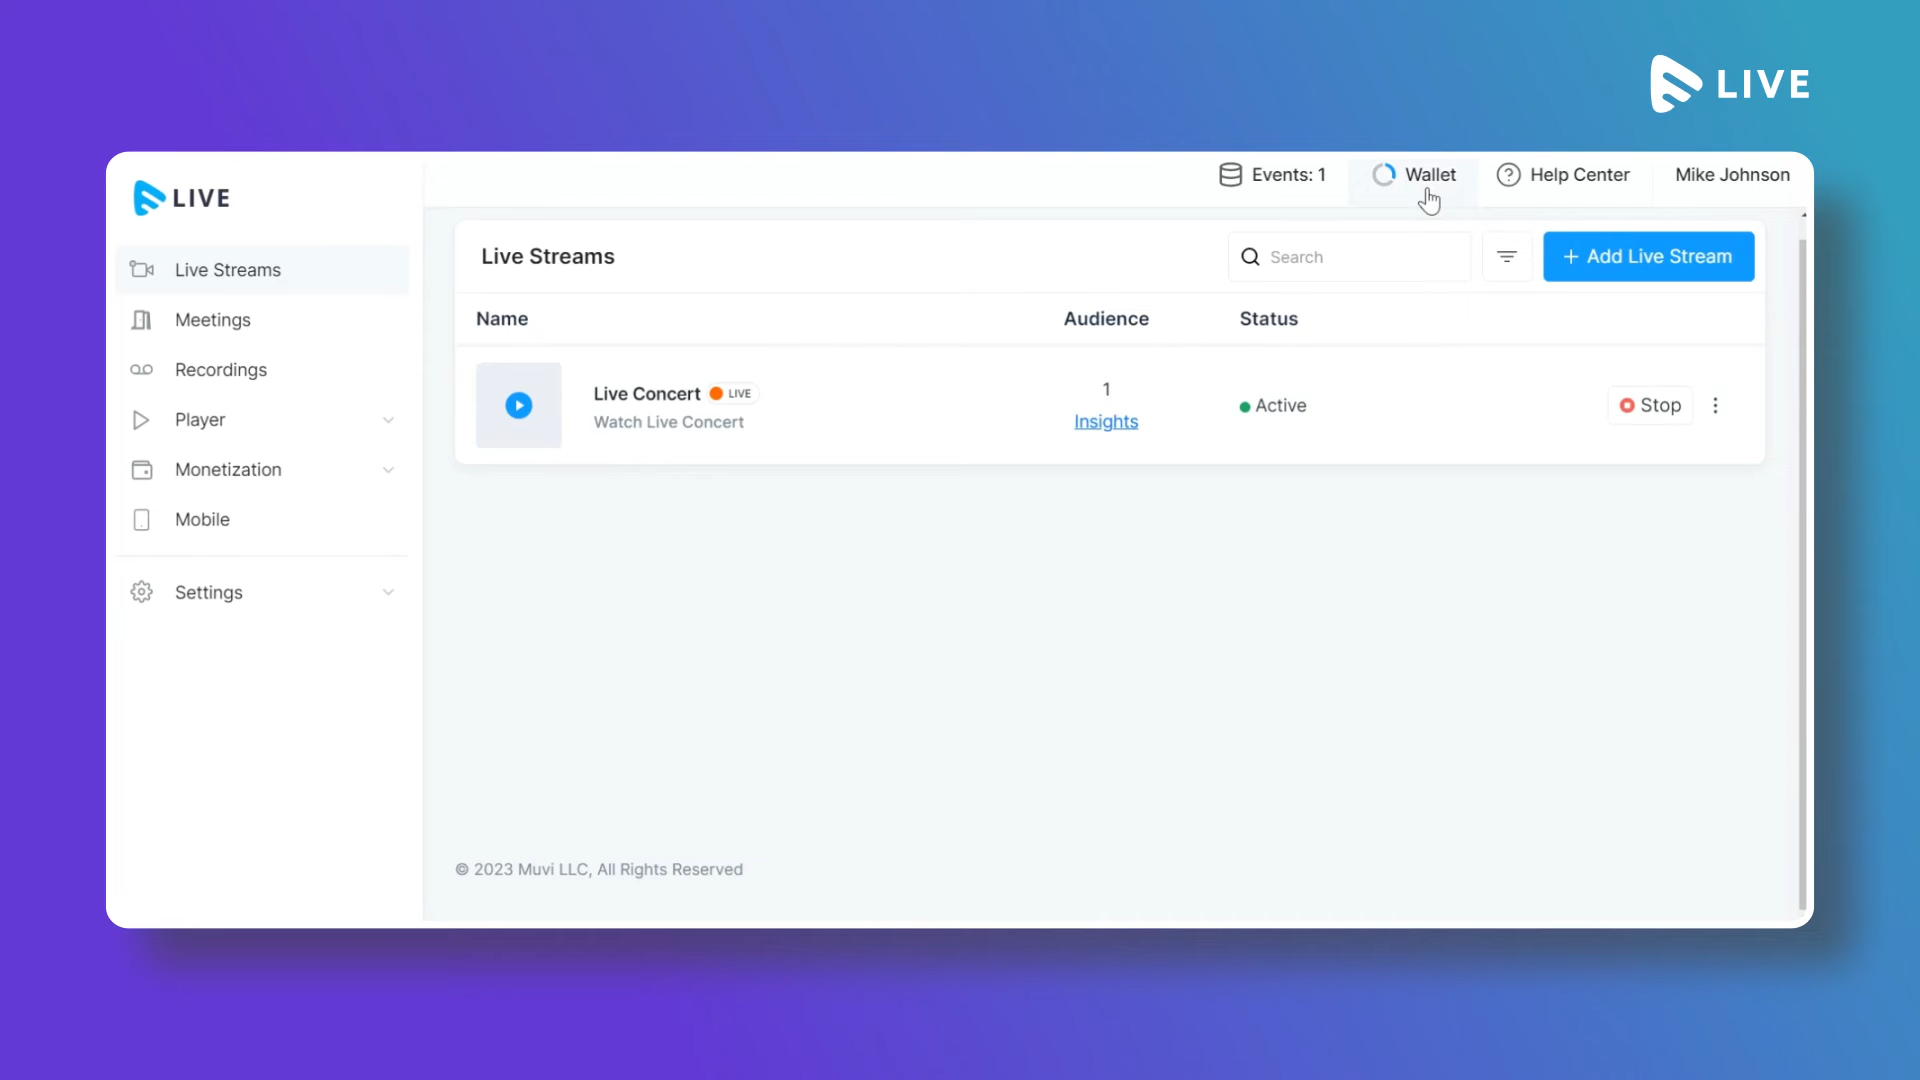 LIVE
LIVE
Events: 1
Wallet
Help Center
Mike Johnson
Live Streams
Meetings
Recordings
Player
Monetization
Mobile
Settings
Live Streams
Search
+ Add Live Stream
Name
Audience
Status
Live Concert
LIVE
Watch Live Concert
1
Insights
Active
Stop
© 2023 Muvi LLC, All Rights Reserved